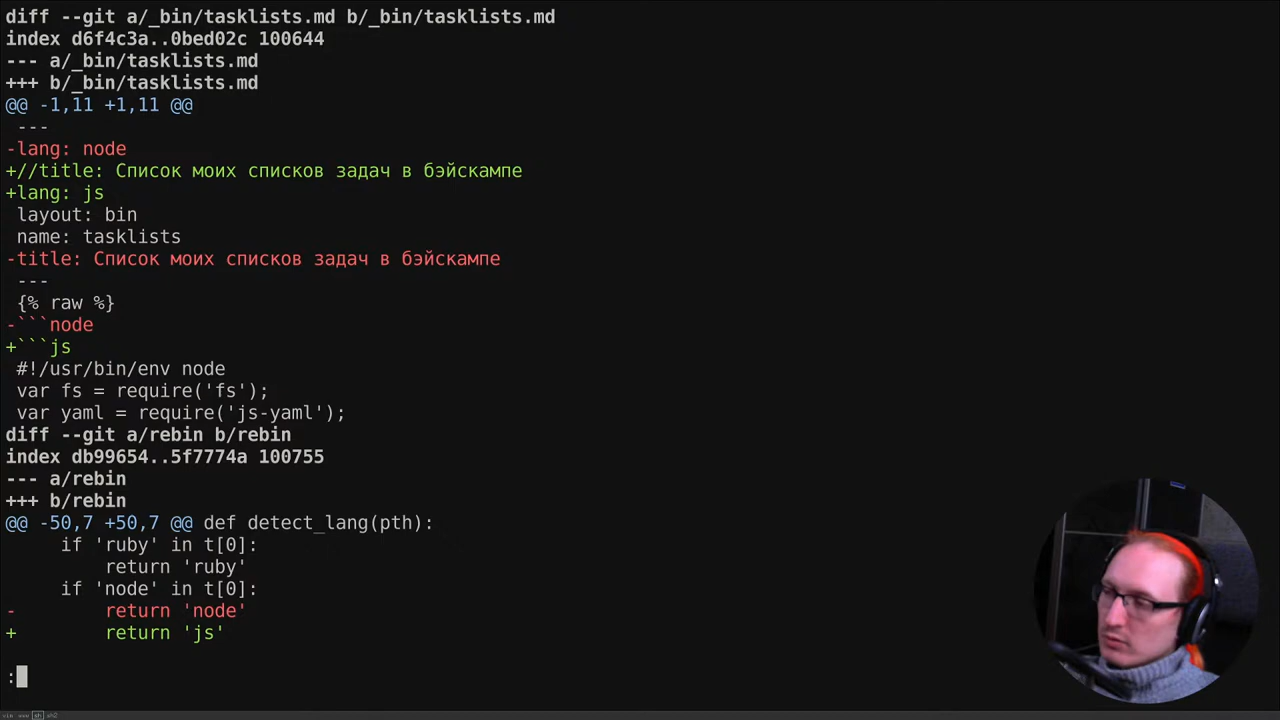 diff --git a/_bin/tasklists.md b/_bin/tasklists.md
index d6f4c3a..0bed02c 100644
--- a/_bin/tasklists.md
+++ b/_bin/tasklists.md
@@ -1,11 +1,11 @@
 ---
-lang: node
+//title: Список моих списков задач в бэйскампе
+lang: js
 layout: bin
 name: tasklists
-title: Список моих списков задач в бэйскампе
 ---
 {% raw %}
-```node
+```js
 #!/usr/bin/env node
 var fs = require('fs');
 var yaml = require('js-yaml');
diff --git a/rebin b/rebin
index db99654..5f7774a 100755
--- a/rebin
+++ b/rebin
@@ -50,7 +50,7 @@ def detect_lang(pth):
     if 'ruby' in t[0]:
         return 'ruby'
     if 'node' in t[0]:
-        return 'node'
+        return 'js'
:
sh sh2